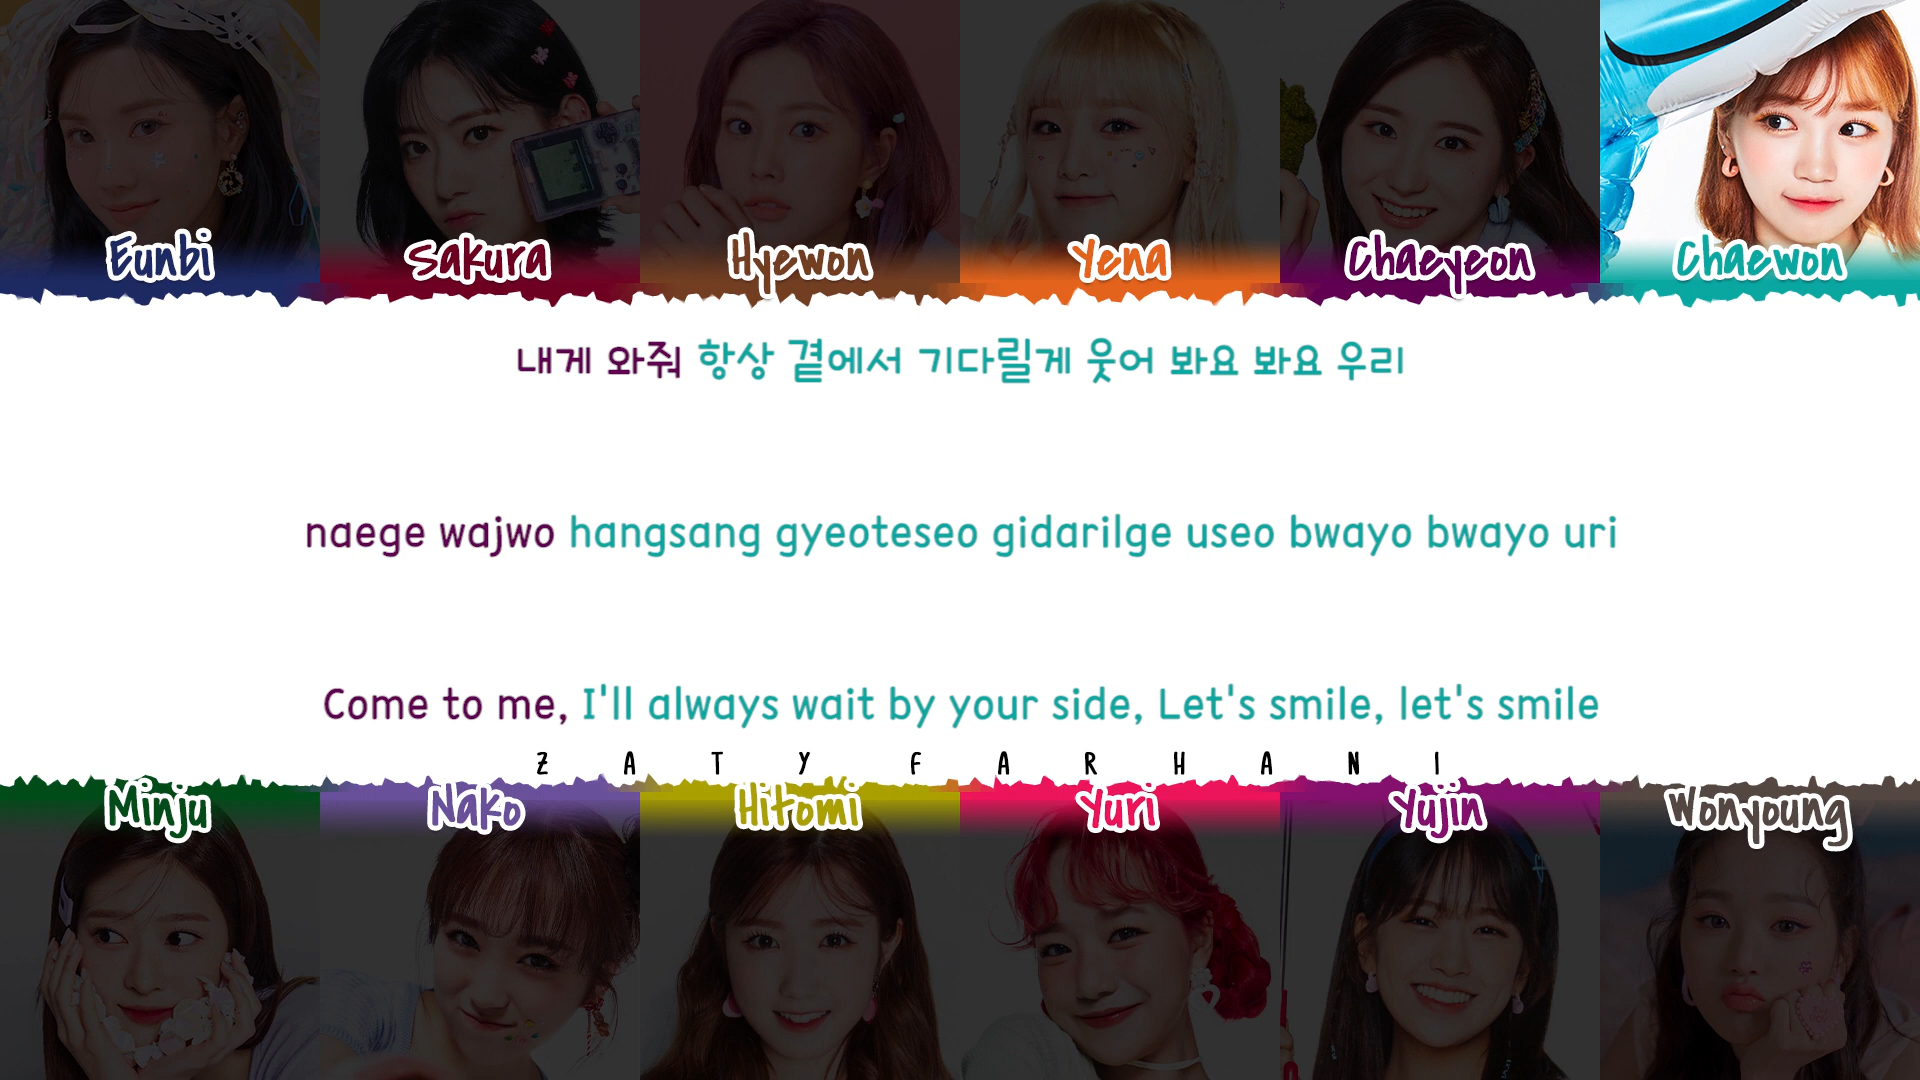 Eunbi Sakura Hyewon Yena Chaeyeon Chaewon
내게 와줘 항상 곁에서 기다릴게 웃어 봐요 봐요 우리
naege wajwo hangsang gyeoteseo gidarilge useo bwayo bwayo uri
Come to me, I'll always wait by your side, Let's smile, let's smile
ZATY FARHANI
Minju Nako Hitomi Yuri Yujin Wonyoung